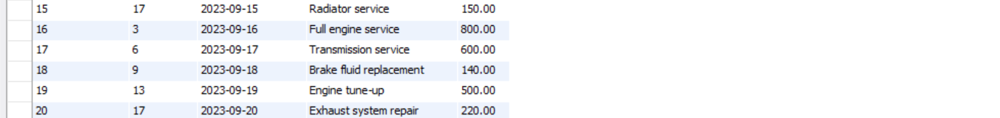 15 17 2023-09-15 Radiator service 150.00
16 3 2023-09-16 Full engine service 800.00
17 6 2023-09-17 Transmission service 600.00
18 9 2023-09-18 Brake fluid replacement 140.00
19 13 2023-09-19 Engine tune-up 500.00
20 17 2023-09-20 Exhaust system repair 220.00